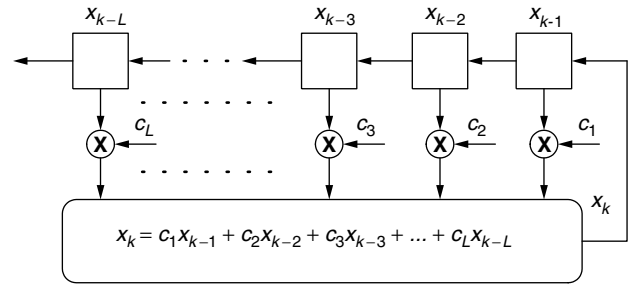 x_{k–L} x_{k–3} x_{k–2} x_{k-1}
. . . .
. . . . . . .
X c_L X c_3 X c_2 X c_1
. . . . . . .
x_k
x_k = c_1x_{k–1} + c_2x_{k–2} + c_3x_{k–3} + ... + c_Lx_{k–L}